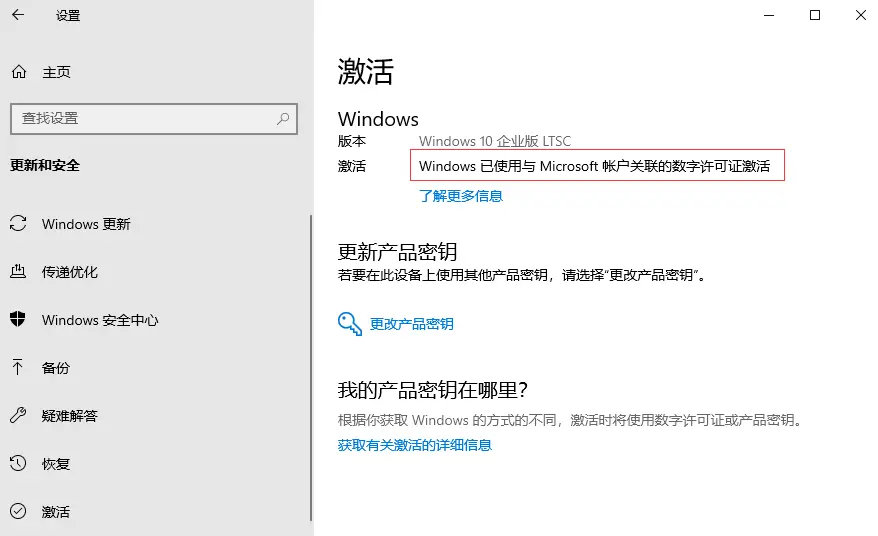 设置
主页
查找设置
更新和安全
Windows 更新
传递优化
Windows 安全中心
备份
疑难解答
恢复
激活
激活
Windows
版本 Windows 10 企业版 LTSC
激活 Windows 已使用与 Microsoft 帐户关联的数字许可证激活
了解更多信息
更新产品密钥
若要在此设备上使用其他产品密钥，请选择“更改产品密钥”。
更改产品密钥
我的产品密钥在哪里？
根据你获取 Windows 的方式的不同，激活时将使用数字许可证或产品密钥。
获取有关激活的详细信息